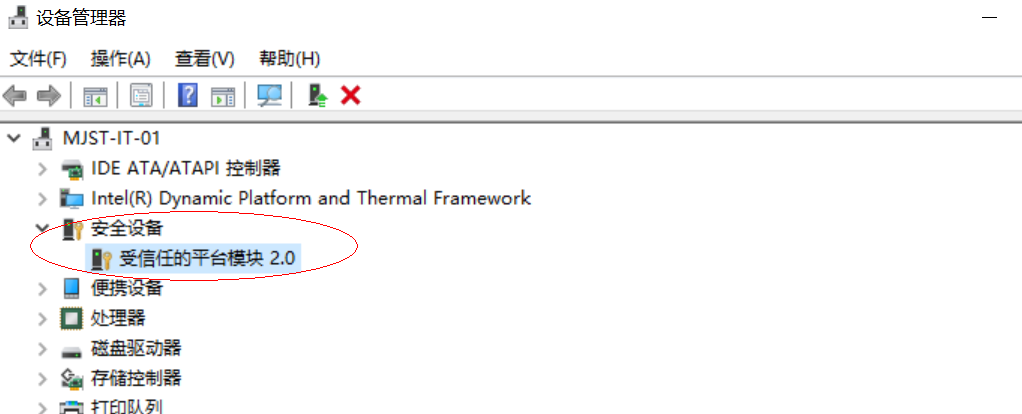 设备管理器
文件(F) 操作(A) 查看(V) 帮助(H)
MJST-IT-01
IDE ATA/ATAPI 控制器
Intel(R) Dynamic Platform and Thermal Framework
安全设备
受信任的平台模块 2.0
便携设备
处理器
磁盘驱动器
存储控制器
打印队列